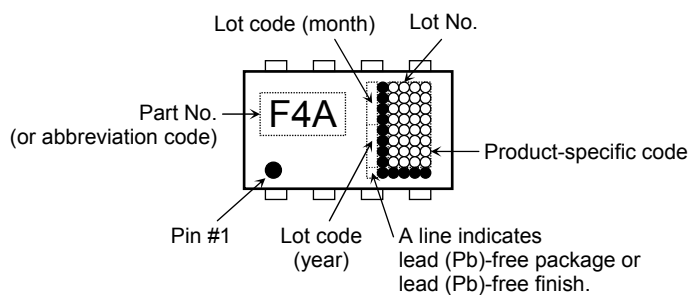 Lot code (month)
Lot No.
Part No.
(or abbreviation code)
F4A
Product-specific code
Pin #1
Lot code
(year)
A line indicates
lead (Pb)-free package or
lead (Pb)-free finish.